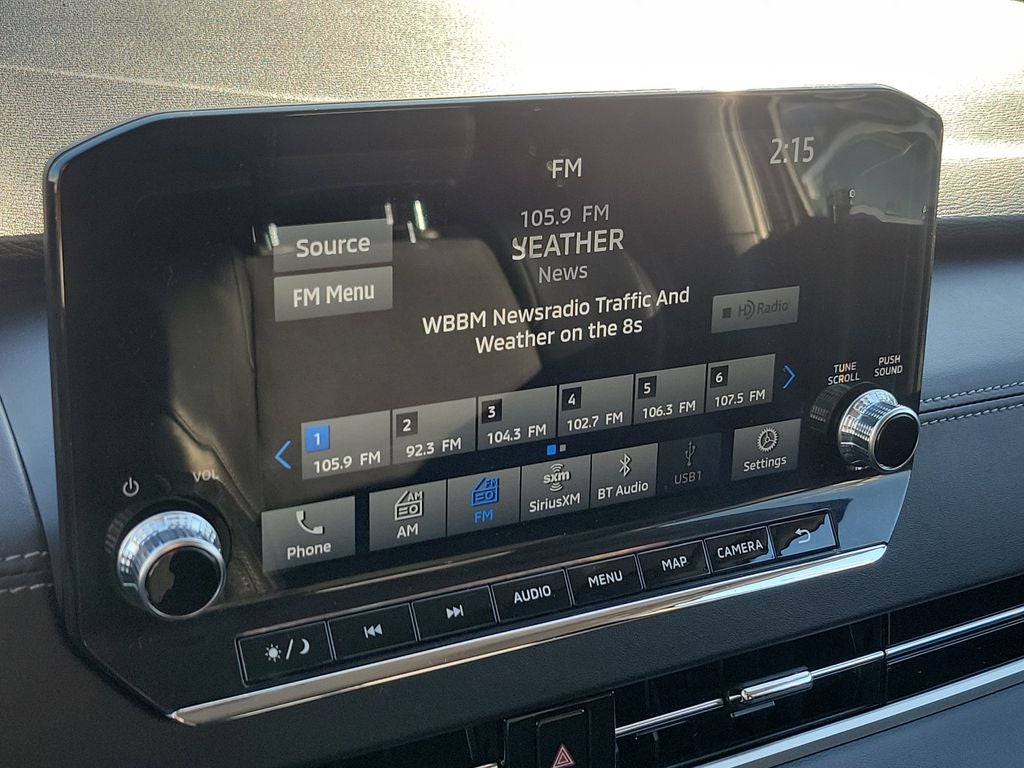 FM
2:15
105.9 FM
WEATHER
News
Source
FM Menu
WBBM Newsradio Traffic And
Weather on the 8s
HD Radio
TUNE
SCROLL
PUSH
SOUND
1
105.9 FM
2
92.3 FM
3
104.3 FM
4
102.7 FM
5
106.3 FM
6
107.5 FM
VOL
Phone
AM
AM
FM
FM
sxm
SiriusXM
BT Audio
USB1
Settings
AUDIO
MENU
MAP
CAMERA